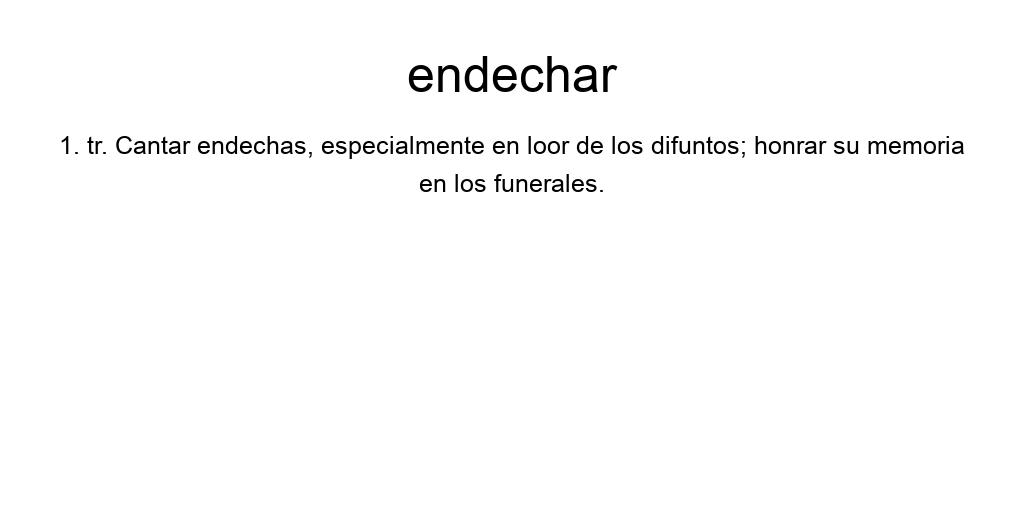 endechar
1. tr. Cantar endechas, especialmente en loor de los difuntos; honrar su memoria
en los funerales.